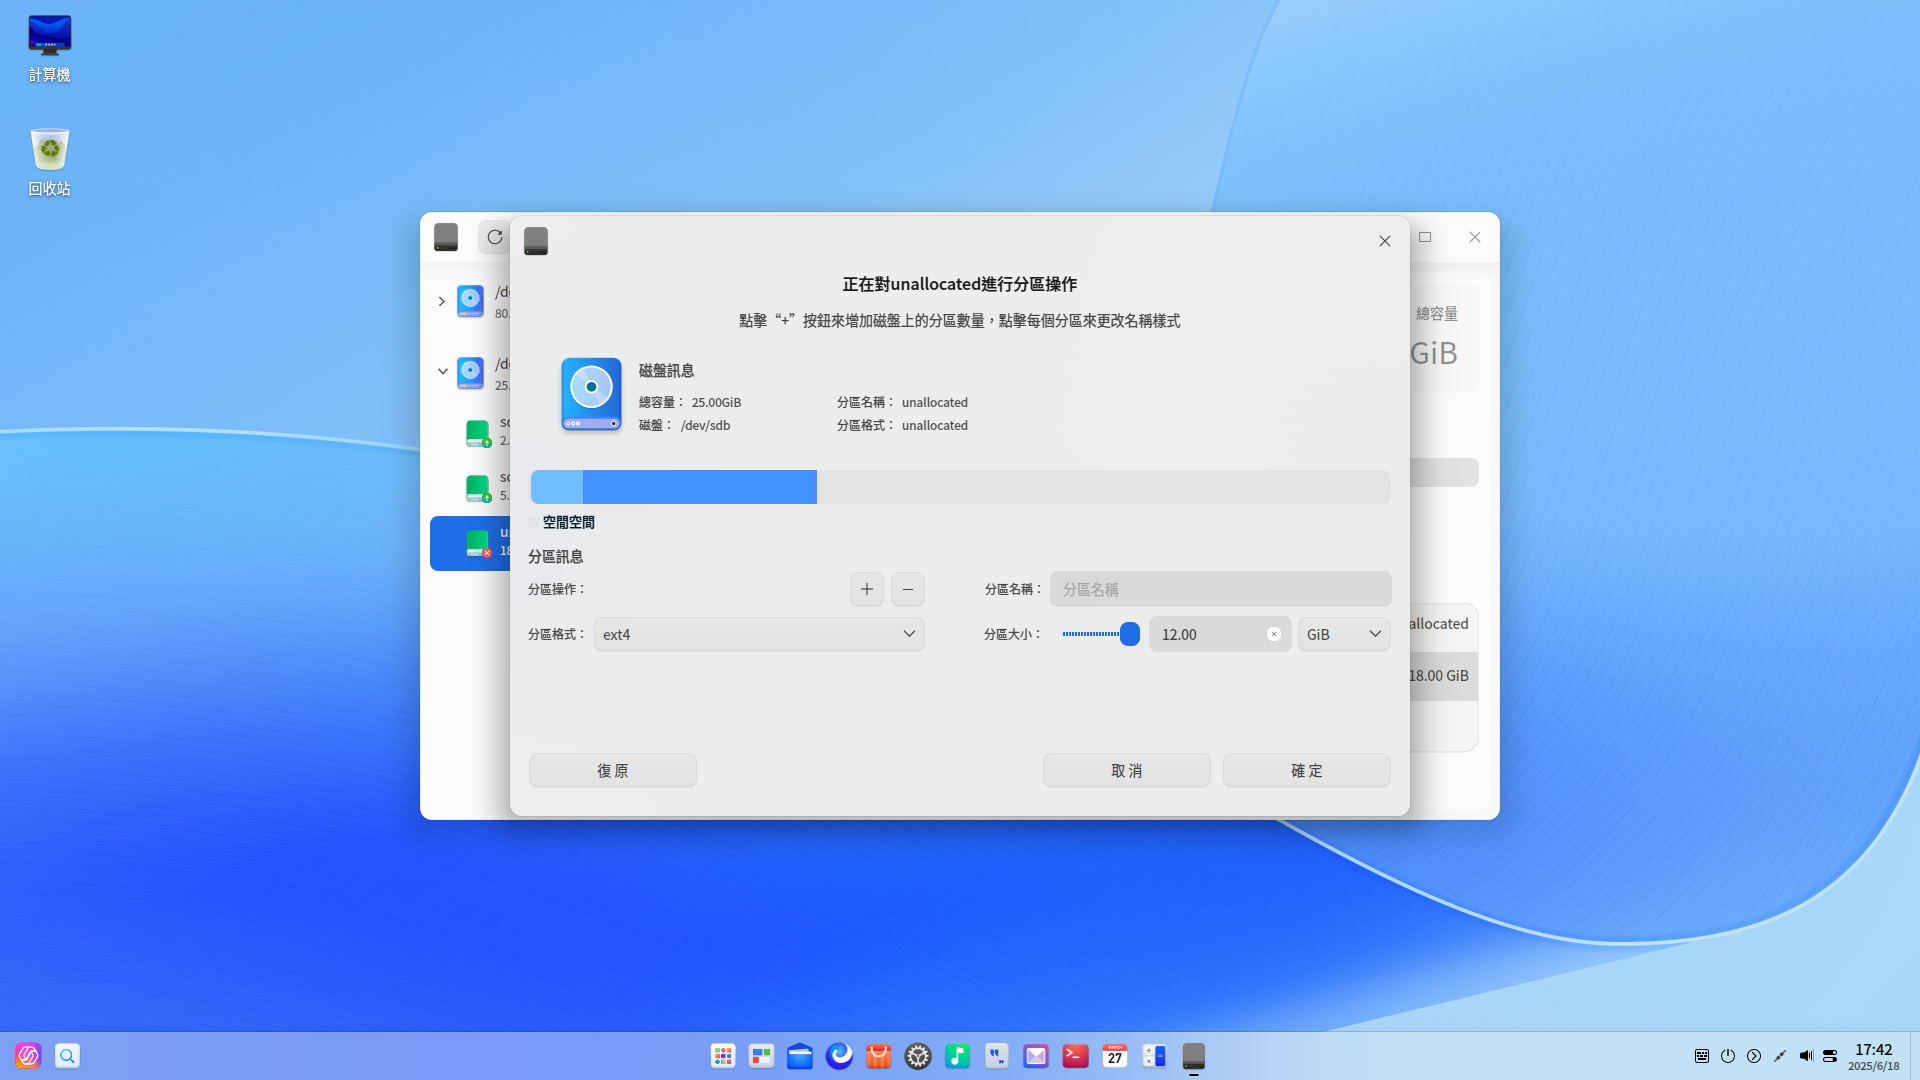 計算機
回收站
/d
80.
/d
25.
2.
5.
18
總容量
GiB
allocated
18.00 GiB
正在對unallocated進行分區操作
點擊“+”按鈕來增加磁盤上的分區數量，點擊每個分區來更改名稱樣式
磁盤訊息
總容量： 25.00GiB
分區名稱： unallocated
磁盤： /dev/sdb
分區格式： unallocated
空閒空間
分區訊息
分區操作：
分區名稱： 分區名稱
分區格式： ext4
分區大小： 12.00 GiB
復原
取消
確定
MARCH
27
17:42
2025/6/18